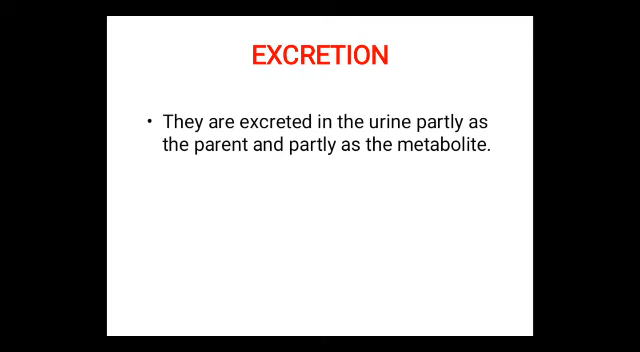 EXCRETION
• They are excreted in the urine partly as
the parent and partly as the metabolite.